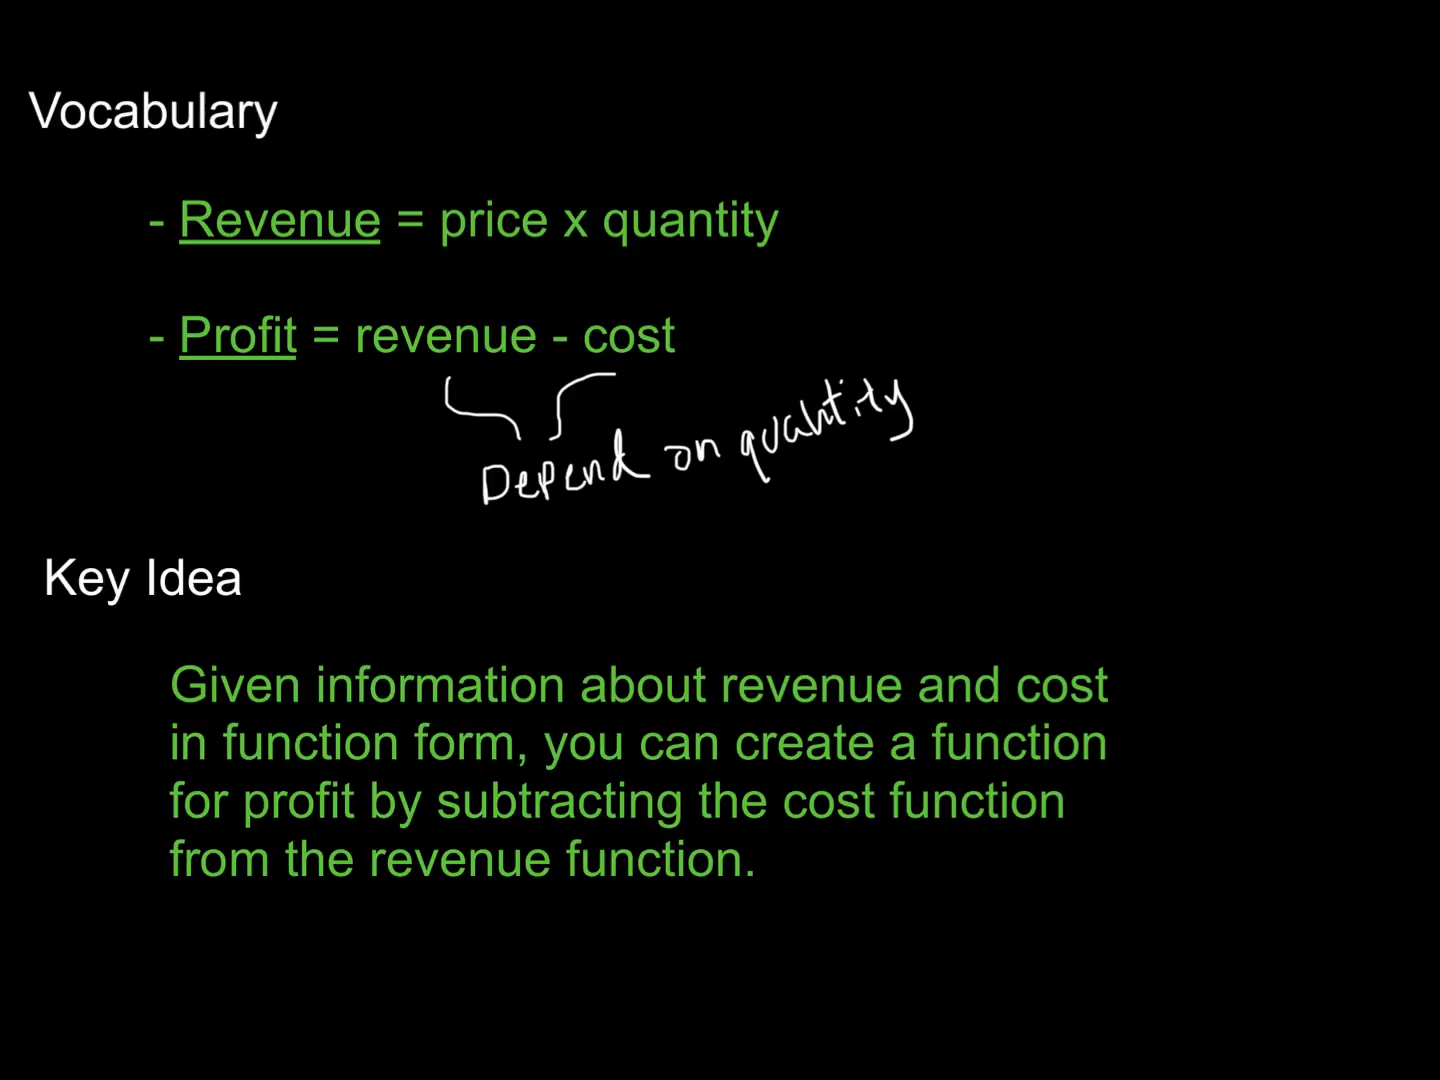 Vocabulary
- Revenue = price x quantity
- Profit = revenue - cost
Depend on quantity
Key Idea
Given information about revenue and cost
in function form, you can create a function
for profit by subtracting the cost function
from the revenue function.